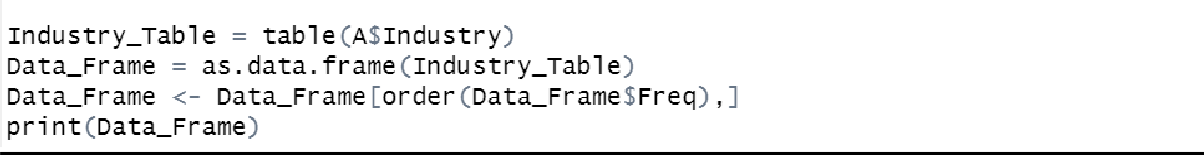 Industry_Table = table(A$Industry)
Data_Frame = as.data.frame(Industry_Table)
Data_Frame <- Data_Frame[order(Data_Frame$Freq),]
print(Data_Frame)